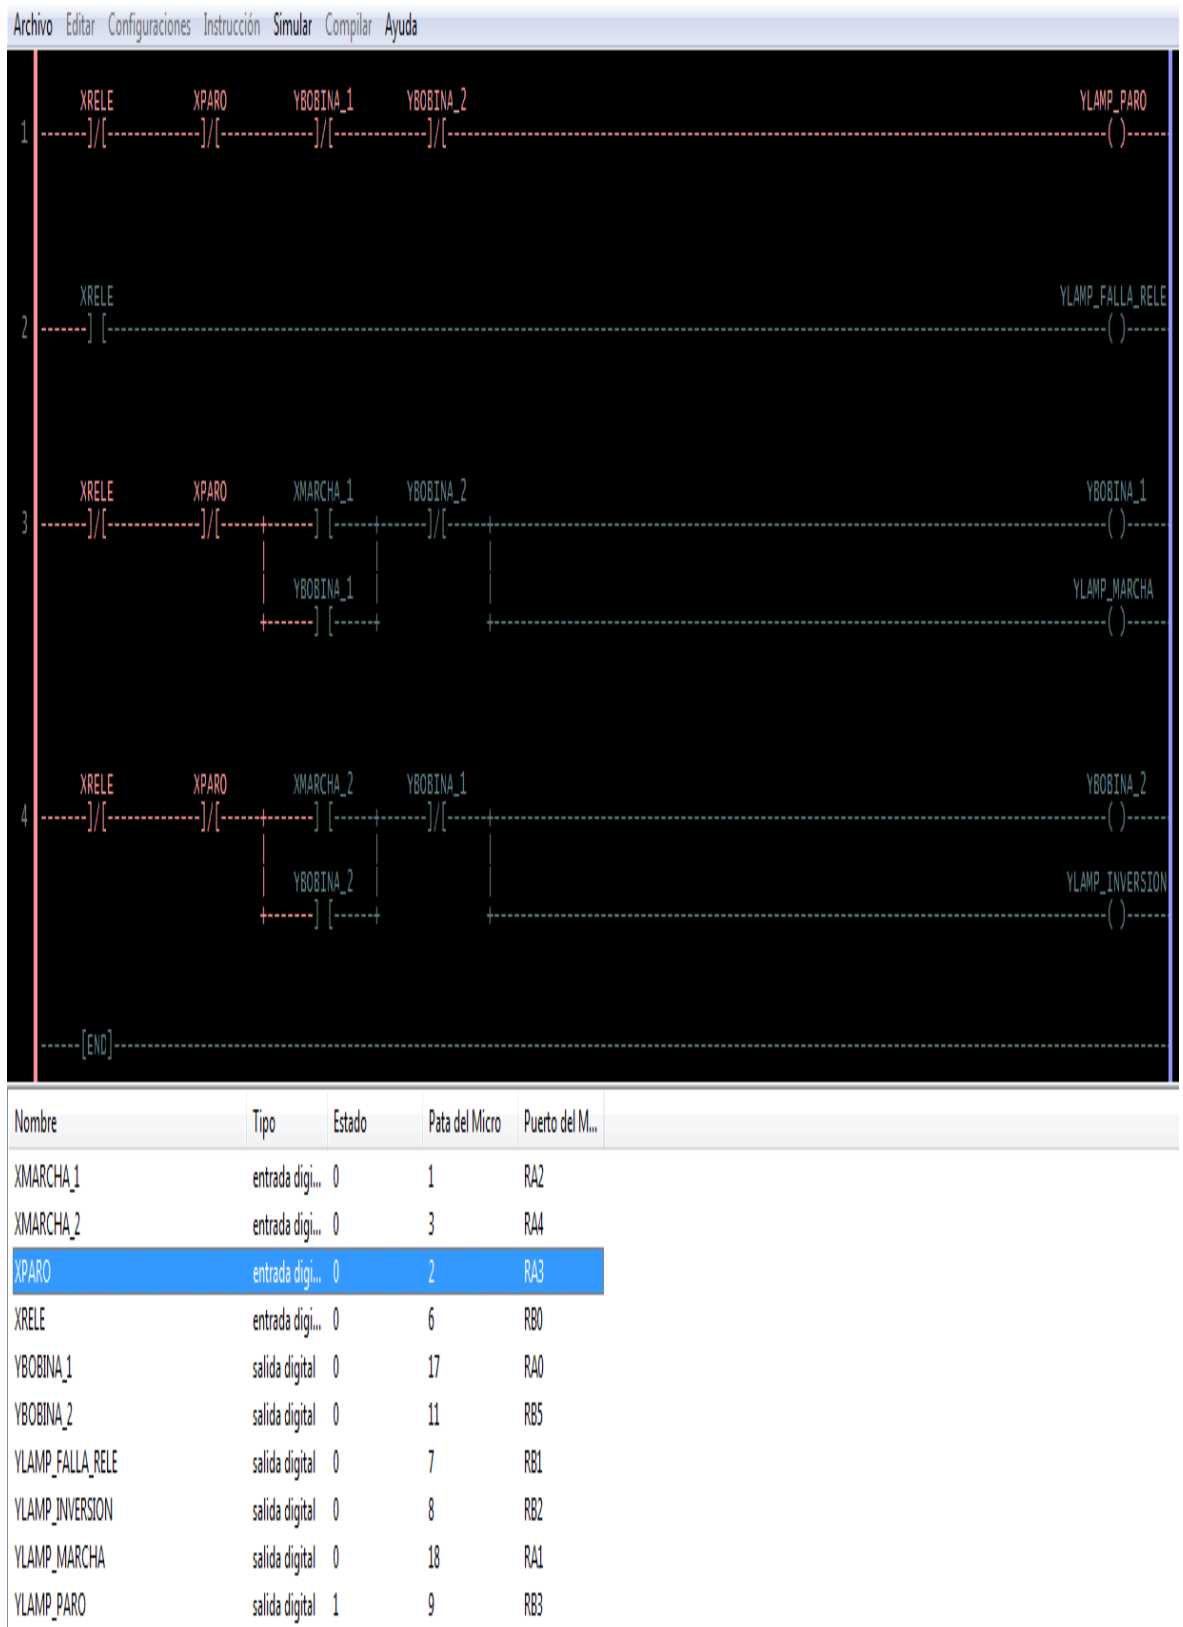 Archivo Editar Configuraciones Instrucción Simular Compilar Ayuda
XRELE XPARO YBOBINA_1 YBOBINA_2 YLAMP_PARO
1 ------]/[--------------]/[--------------]/[--------------]/[------( )------
XRELE YLAMP_FALLA_RELE
2 ------] [------( )------
XRELE XPARO XMARCHA_1 YBOBINA_2 YBOBINA_1
3 ------]/[--------------]/[------+------] [------+------]/[------+------( )------
YBOBINA_1 YLAMP_MARCHA
+------] [------+ +------( )------
XRELE XPARO XMARCHA_2 YBOBINA_1 YBOBINA_2
4 ------]/[--------------]/[------+------] [------+------]/[------+------( )------
YBOBINA_2 YLAMP_INVERSION
+------] [------+ +------( )------
------[END]------
Nombre Tipo Estado Pata del Micro Puerto del M...
XMARCHA_1 entrada digi... 0 1 RA2
XMARCHA_2 entrada digi... 0 3 RA4
XPARO entrada digi... 0 2 RA3
XRELE entrada digi... 0 6 RB0
YBOBINA_1 salida digital 0 17 RA0
YBOBINA_2 salida digital 0 11 RB5
YLAMP_FALLA_RELE salida digital 0 7 RB1
YLAMP_INVERSION salida digital 0 8 RB2
YLAMP_MARCHA salida digital 0 18 RA1
YLAMP_PARO salida digital 1 9 RB3